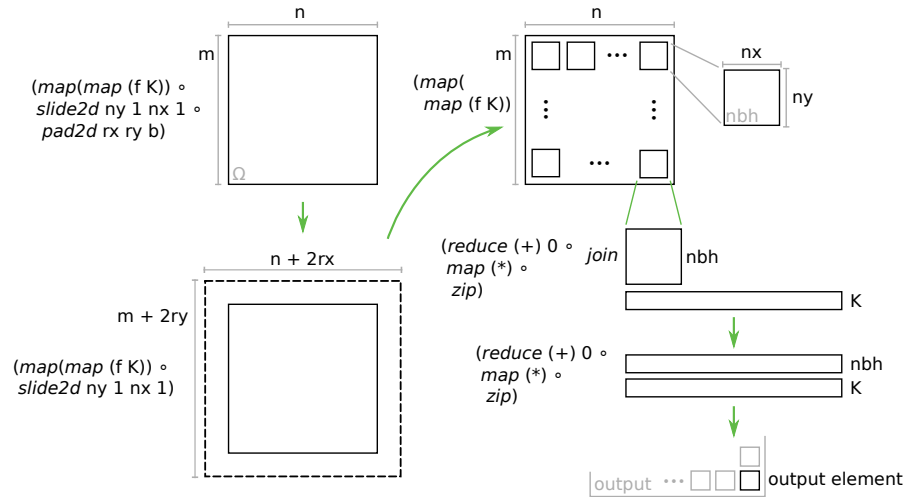 n
m
(map(map (f K)) ∘
slide2d ny 1 nx 1 ∘
pad2d rx ry b)
Ω
n + 2rx
m + 2ry
(map(map (f K)) ∘
slide2d ny 1 nx 1)
n
m
(map(
map (f K))
nx
ny
nbh
(reduce (+) 0 ∘
map (*) ∘
zip)
join
nbh
K
(reduce (+) 0 ∘
map (*) ∘
zip)
nbh
K
output
output element